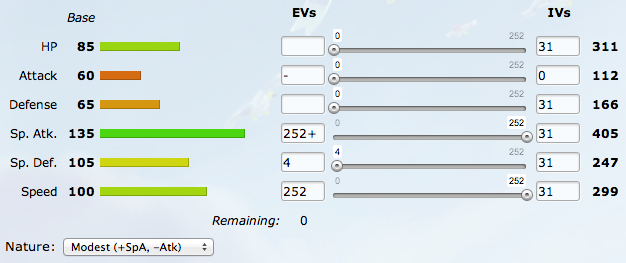 Base EVs IVs
HP 85 0 252 31 311
Attack 60 - 0 252 0 112
Defense 65 0 252 31 166
Sp. Atk. 135 252+ 0 252 31 405
Sp. Def. 105 4 4 252 31 247
Speed 100 252 0 252 31 299
Remaining: 0
Nature: Modest (+SpA, -Atk)